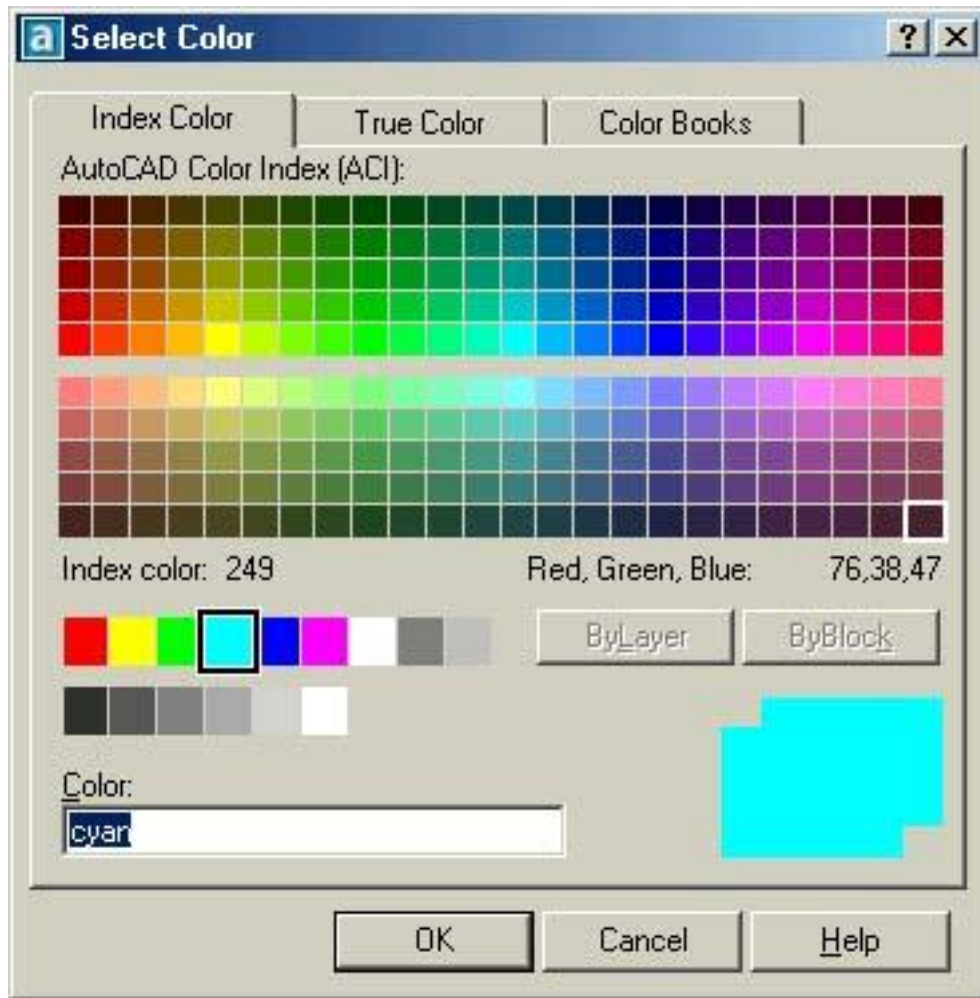 a Select Color ? X
Index Color True Color Color Books
AutoCAD Color Index (ACI):
Index color: 249 Red, Green, Blue: 76,38,47
ByLayer ByBlock
Color:
cyan
OK Cancel Help